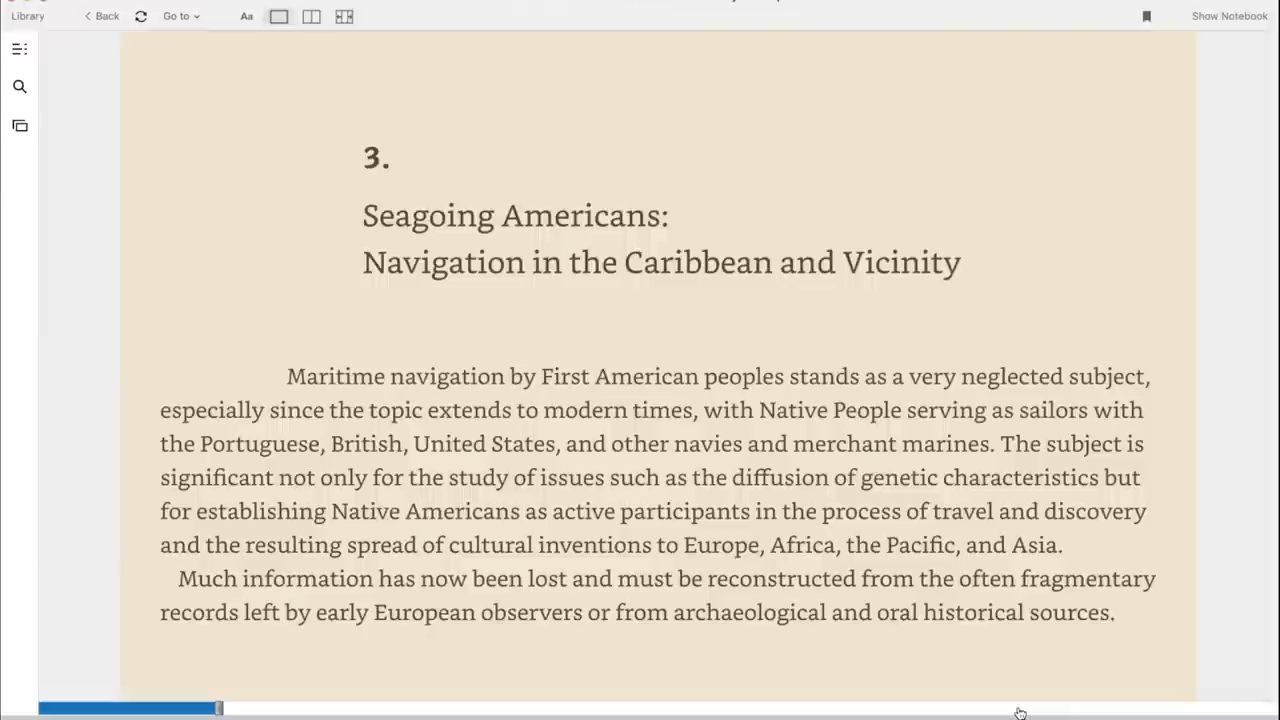 Library
Back
Go to
Aa
Show Notebook
3.
Seagoing Americans:
Navigation in the Caribbean and Vicinity
Maritime navigation by First American peoples stands as a very neglected subject,
especially since the topic extends to modern times, with Native People serving as sailors with
the Portuguese, British, United States, and other navies and merchant marines. The subject is
significant not only for the study of issues such as the diffusion of genetic characteristics but
for establishing Native Americans as active participants in the process of travel and discovery
and the resulting spread of cultural inventions to Europe, Africa, the Pacific, and Asia.
Much information has now been lost and must be reconstructed from the often fragmentary
records left by early European observers or from archaeological and oral historical sources.